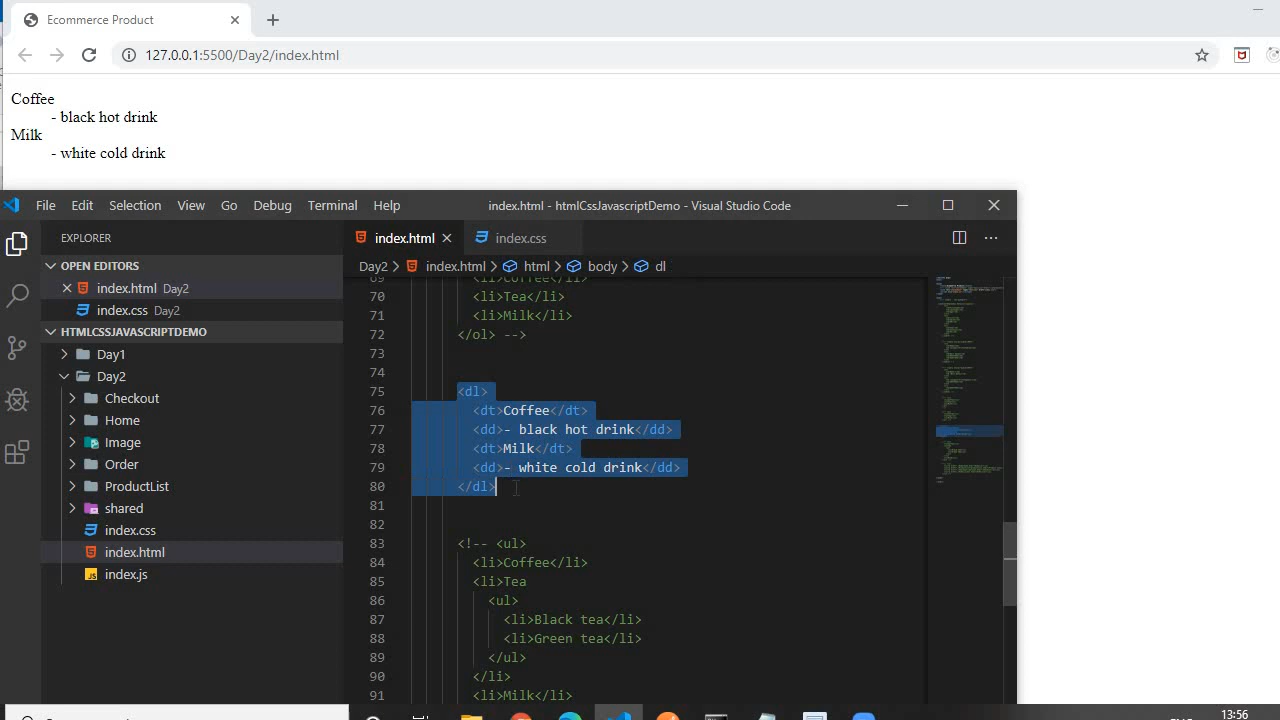 Ecommerce Product
127.0.0.1:5500/Day2/index.html
Coffee
- black hot drink
Milk
- white cold drink
File Edit Selection View Go Debug Terminal Help
index.html - htmlCssJavascriptDemo - Visual Studio Code
EXPLORER
OPEN EDITORS
index.html Day2
index.css Day2
HTMLCSSJAVASCRIPTDEMO
Day1
Day2
Checkout
Home
Image
Order
ProductList
shared
index.css
index.html
index.js
index.html
index.css
Day2 > index.html > html > body > dl
69 <li>Coffee</li>
70 <li>Tea</li>
71 <li>Milk</li>
72 </ol> -->
73
74
75 <dl>
76 <dt>Coffee</dt>
77 <dd>- black hot drink</dd>
78 <dt>Milk</dt>
79 <dd>- white cold drink</dd>
80 </dl>
81
82
83 <!-- <ul>
84 <li>Coffee</li>
85 <li>Tea
86 <ul>
87 <li>Black tea</li>
88 <li>Green tea</li>
89 </ul>
90 </li>
91 <li>Milk</li>
13:56